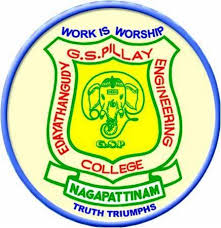 WORK IS WORSHIP
G.S.PILLAY
EDAYATHANGUDY
ENGINEERING
COLLEGE
G.S.P
NAGAPATTINAM
TRUTH TRIUMPHS